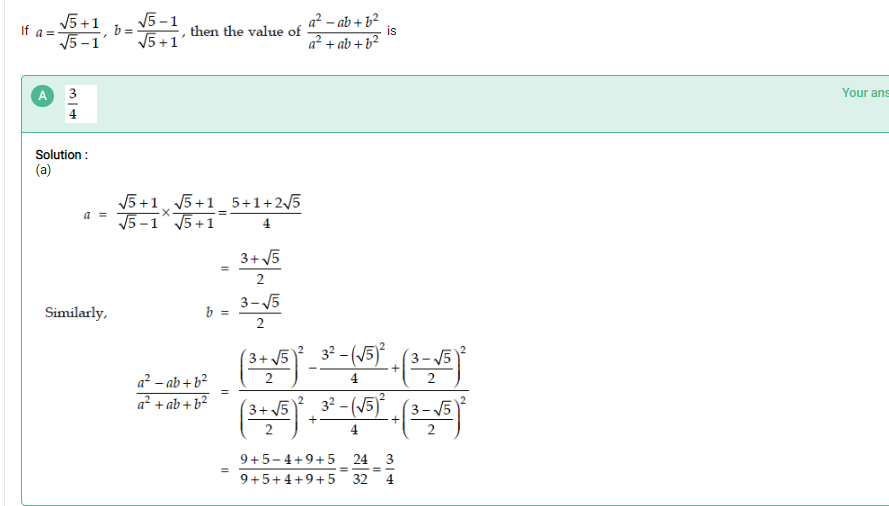 If a = (√5+1)/(√5−1), b = (√5−1)/(√5+1), then the value of (a² − ab + b²)/(a² + ab + b²) is
A 3/4 Your ans
Solution :
(a)
a = (√5+1)/(√5−1) × (√5+1)/(√5+1) = (5+1+2√5)/4
= (3+√5)/2
Similarly, b = (3−√5)/2
(a² − ab + b²)/(a² + ab + b²) = (((3+√5)/2)² − (3² − (√5)²)/4 + ((3−√5)/2)²)/(((3+√5)/2)² + (3² − (√5)²)/4 + ((3−√5)/2)²)
= (9+5−4+9+5)/(9+5+4+9+5) = 24/32 = 3/4